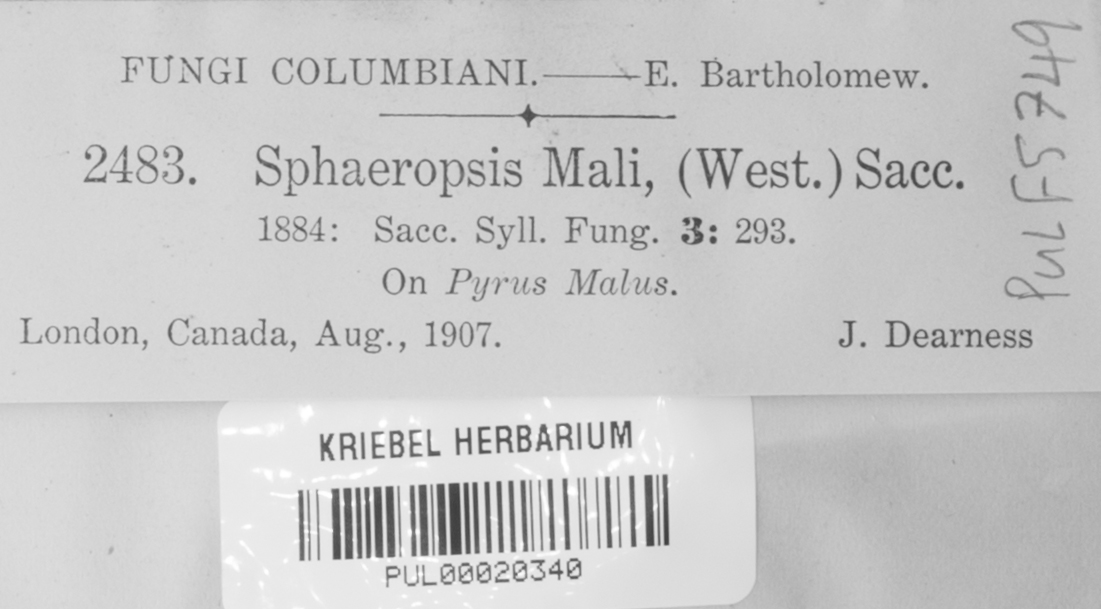 FUNGI COLUMBIANI.——E. Bartholomew.
2483. Sphaeropsis Mali, (West.) Sacc.
1884: Sacc. Syll. Fung. 3: 293.
On Pyrus Malus.
London, Canada, Aug., 1907. J. Dearness
PUL F5749
KRIEBEL HERBARIUM
PUL00020340